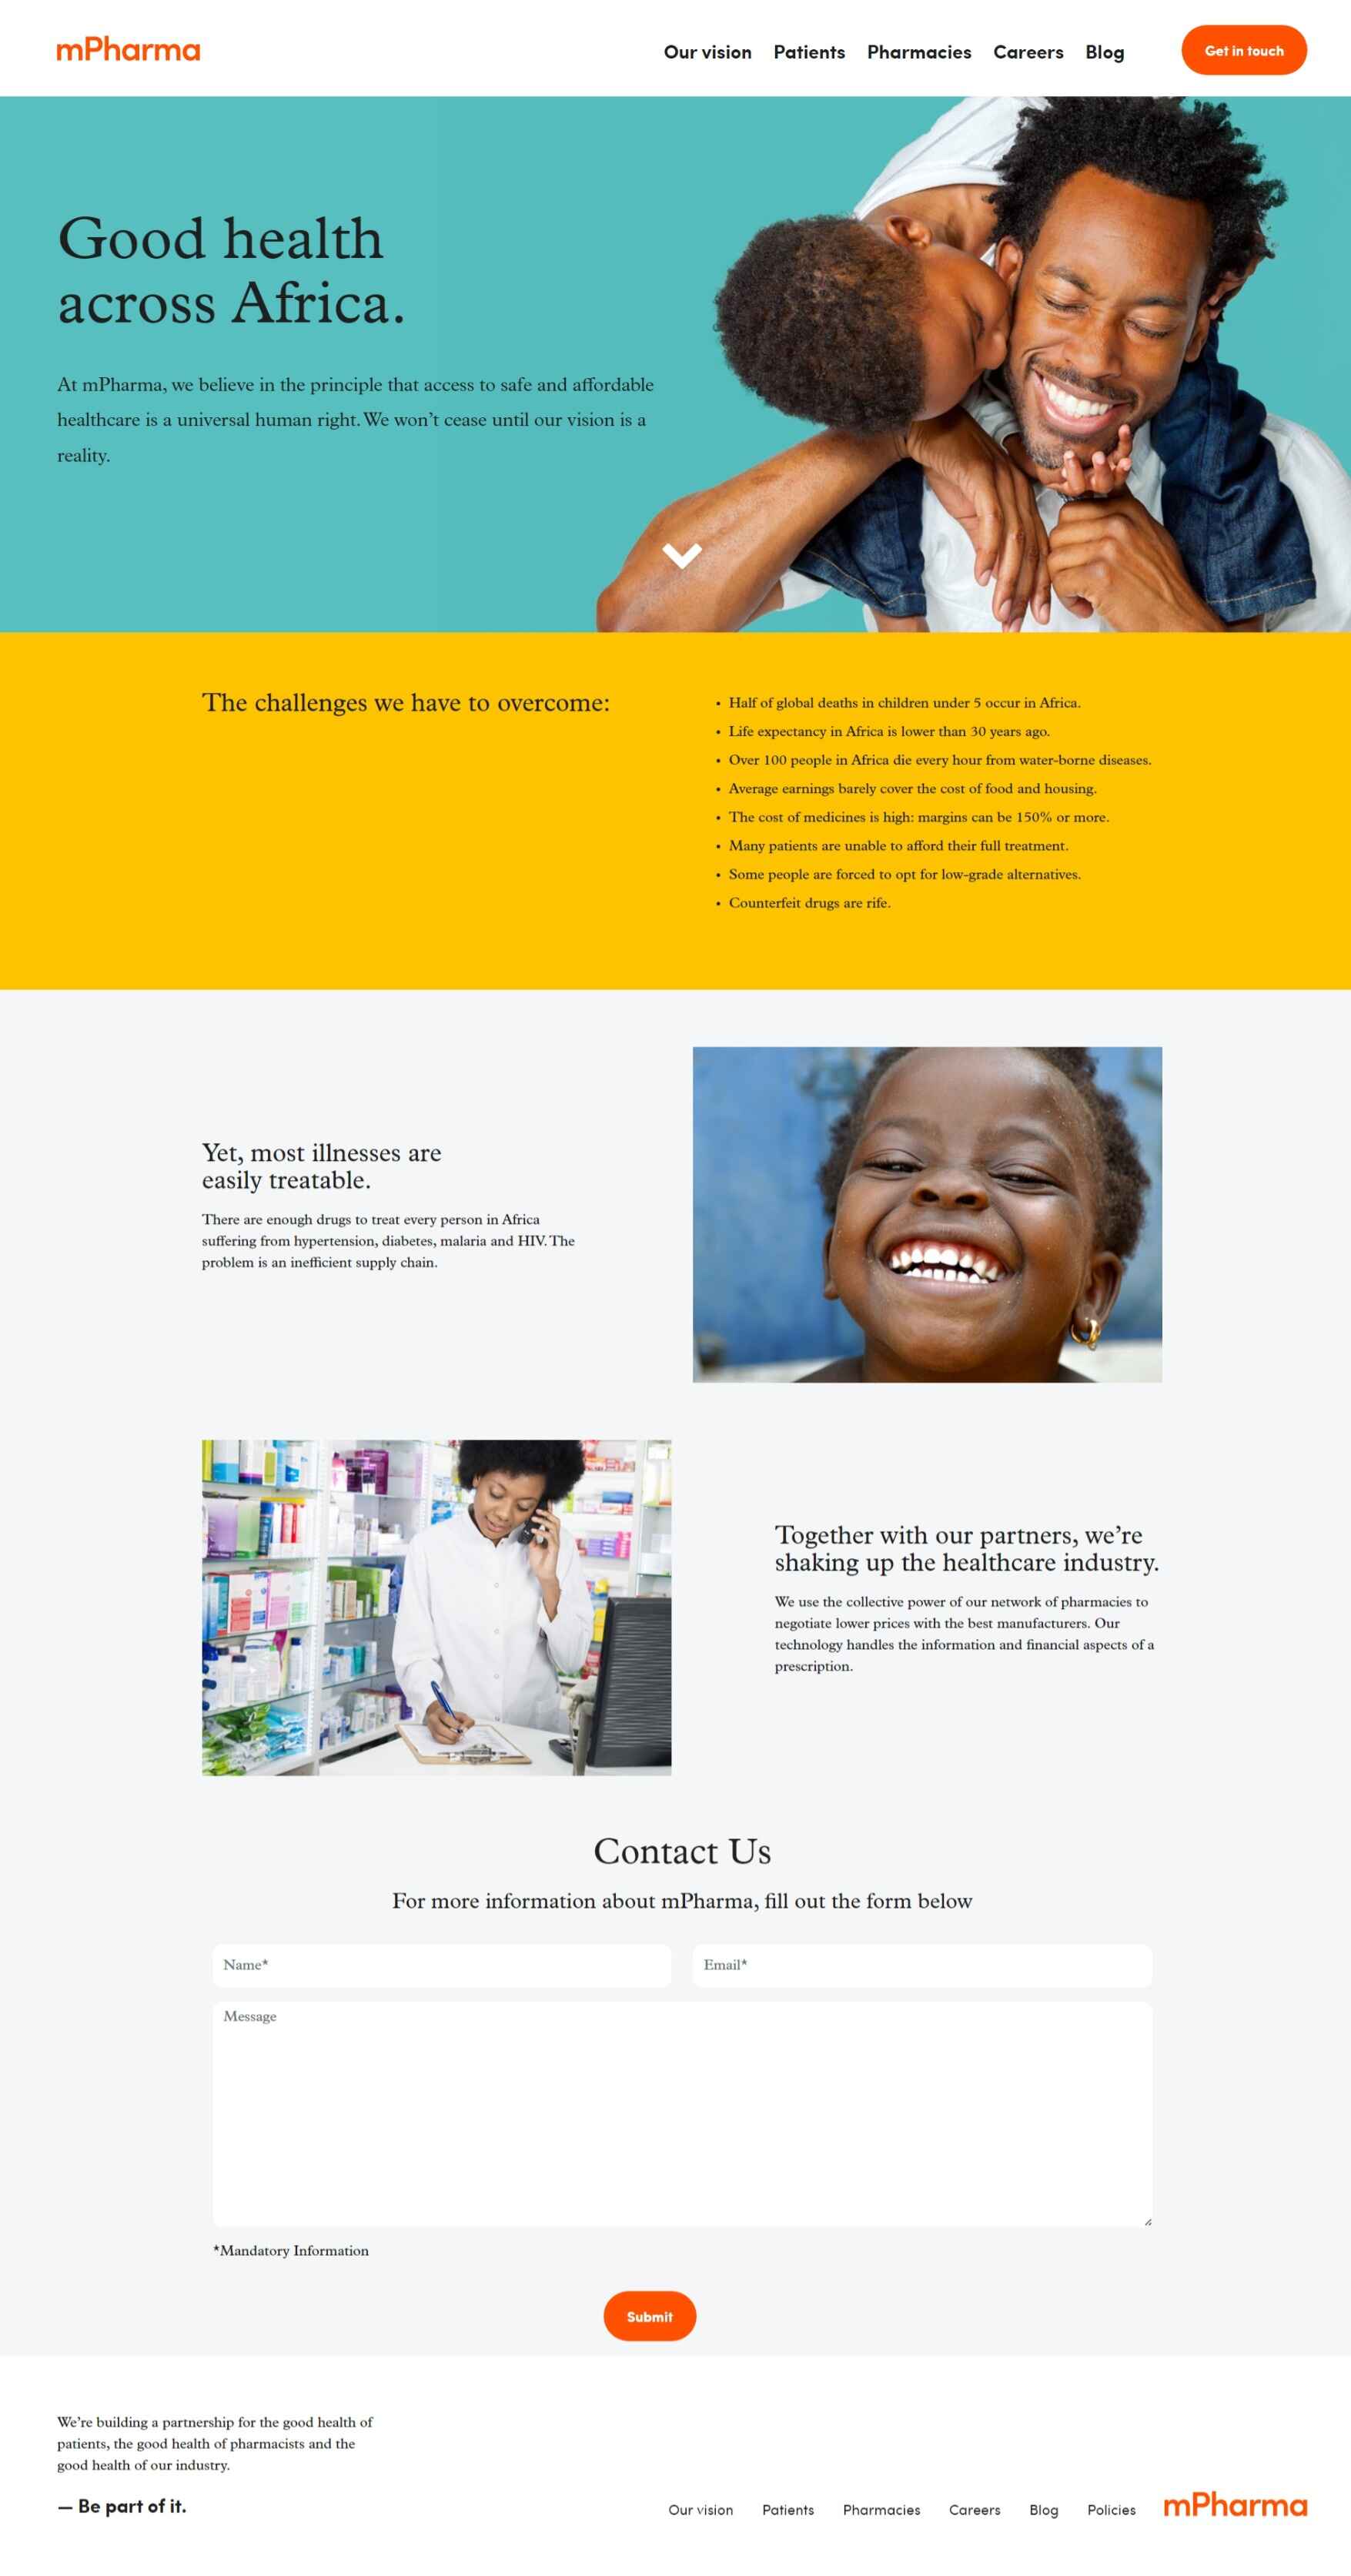 mPharma
Our vision Patients Pharmacies Careers Blog Get in touch
Good health
across Africa.
At mPharma, we believe in the principle that access to safe and affordable
healthcare is a universal human right. We won’t cease until our vision is a
reality.
The challenges we have to overcome:
• Half of global deaths in children under 5 occur in Africa.
• Life expectancy in Africa is lower than 30 years ago.
• Over 100 people in Africa die every hour from water-borne diseases.
• Average earnings barely cover the cost of food and housing.
• The cost of medicines is high: margins can be 150% or more.
• Many patients are unable to afford their full treatment.
• Some people are forced to opt for low-grade alternatives.
• Counterfeit drugs are rife.
Yet, most illnesses are
easily treatable.
There are enough drugs to treat every person in Africa
suffering from hypertension, diabetes, malaria and HIV. The
problem is an inefficient supply chain.
Together with our partners, we’re
shaking up the healthcare industry.
We use the collective power of our network of pharmacies to
negotiate lower prices with the best manufacturers. Our
technology handles the information and financial aspects of a
prescription.
Contact Us
For more information about mPharma, fill out the form below
Name* Email*
Message
*Mandatory Information
Submit
We’re building a partnership for the good health of
patients, the good health of pharmacists and the
good health of our industry.
— Be part of it.
Our vision Patients Pharmacies Careers Blog Policies mPharma